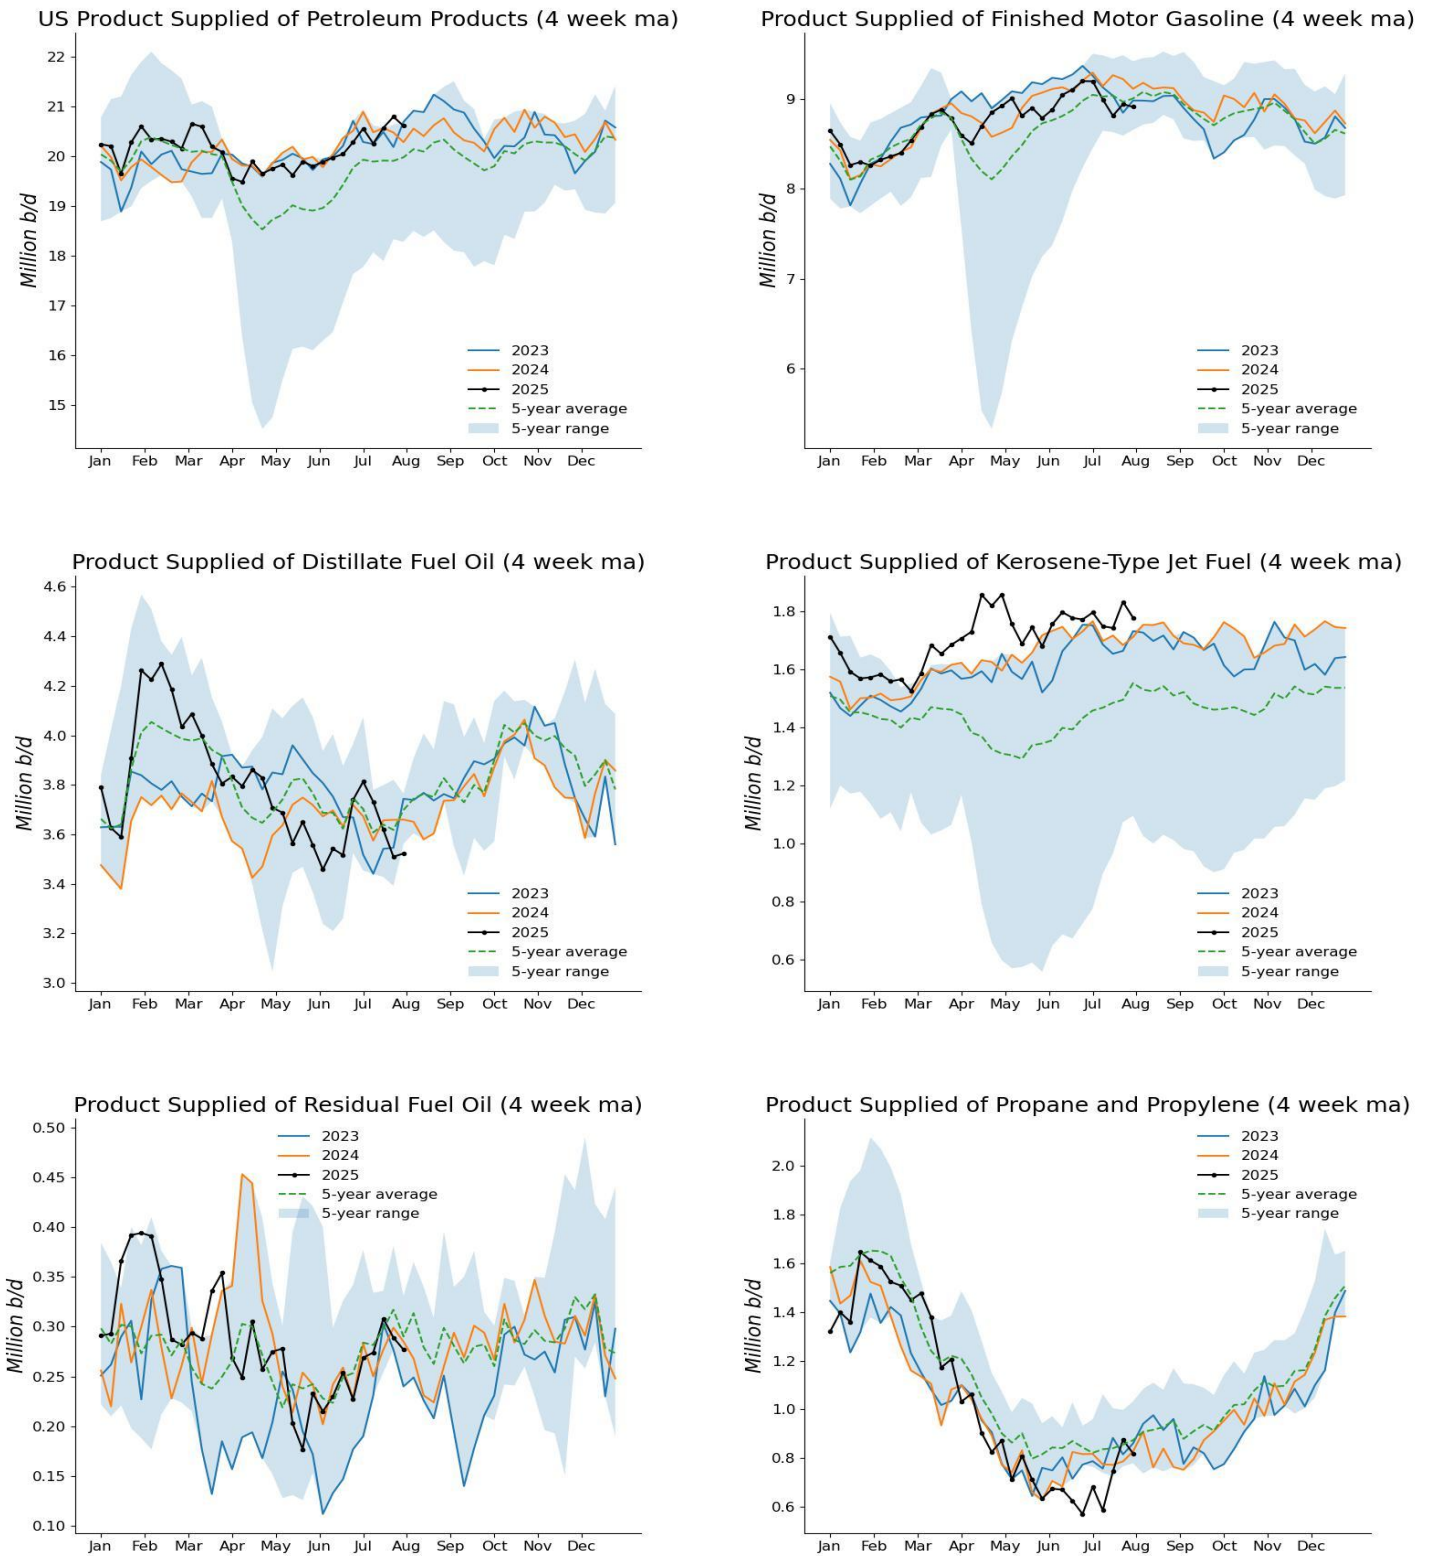 US Product Supplied of Petroleum Products (4 week ma)
22
21
20
19
18
17
16
15
Million b/d
2023
2024
2025
5-year average
5-year range
Jan Feb Mar Apr May Jun Jul Aug Sep Oct Nov Dec
Product Supplied of Finished Motor Gasoline (4 week ma)
9
8
7
6
Million b/d
2023
2024
2025
5-year average
5-year range
Jan Feb Mar Apr May Jun Jul Aug Sep Oct Nov Dec
Product Supplied of Distillate Fuel Oil (4 week ma)
4.6
4.4
4.2
4.0
3.8
3.6
3.4
3.2
3.0
Million b/d
2023
2024
2025
5-year average
5-year range
Jan Feb Mar Apr May Jun Jul Aug Sep Oct Nov Dec
Product Supplied of Kerosene-Type Jet Fuel (4 week ma)
1.8
1.6
1.4
1.2
1.0
0.8
0.6
Million b/d
2023
2024
2025
5-year average
5-year range
Jan Feb Mar Apr May Jun Jul Aug Sep Oct Nov Dec
Product Supplied of Residual Fuel Oil (4 week ma)
0.50
0.45
0.40
0.35
0.30
0.25
0.20
0.15
0.10
Million b/d
2023
2024
2025
5-year average
5-year range
Jan Feb Mar Apr May Jun Jul Aug Sep Oct Nov Dec
Product Supplied of Propane and Propylene (4 week ma)
2.0
1.8
1.6
1.4
1.2
1.0
0.8
0.6
Million b/d
2023
2024
2025
5-year average
5-year range
Jan Feb Mar Apr May Jun Jul Aug Sep Oct Nov Dec